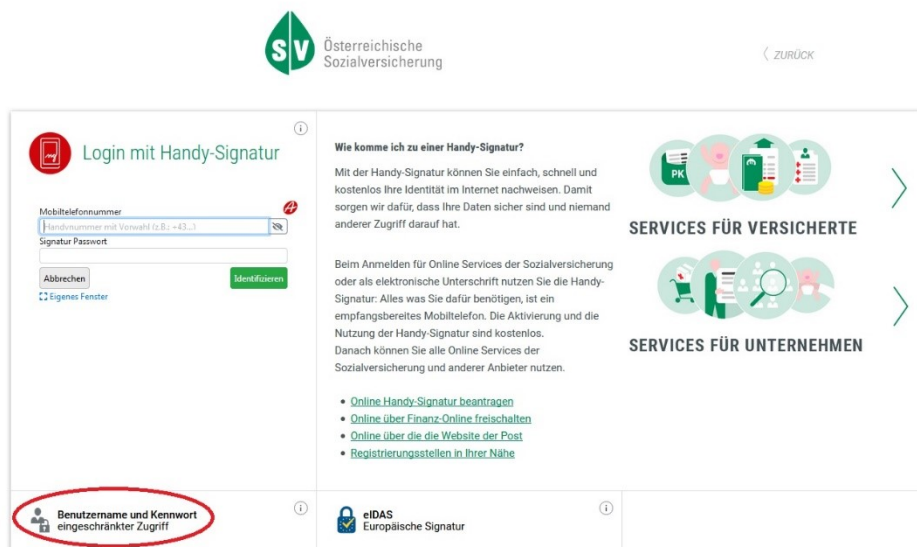 SV
Österreichische
Sozialversicherung
ZURÜCK
Login mit Handy-Signatur
Mobiltelefonnummer
Handynummer mit Vorwahl (z.B.: +43...)
Signatur Passwort
Abbrechen
Identifizieren
Eigenes Fenster
Wie komme ich zu einer Handy-Signatur?
Mit der Handy-Signatur können Sie einfach, schnell und
kostenlos Ihre Identität im Internet nachweisen. Damit
sorgen wir dafür, dass Ihre Daten sicher sind und niemand
anderer Zugriff darauf hat.
Beim Anmelden für Online Services der Sozialversicherung
oder als elektronische Unterschrift nutzen Sie die Handy-
Signatur: Alles was Sie dafür benötigen, ist ein
empfangsbereites Mobiltelefon. Die Aktivierung und die
Nutzung der Handy-Signatur sind kostenlos.
Danach können Sie alle Online Services der
Sozialversicherung und anderer Anbieter nutzen.
Online Handy-Signatur beantragen
Online über Finanz-Online freischalten
Online über die die Website der Post
Registrierungsstellen in Ihrer Nähe
PK
SERVICES FÜR VERSICHERTE
SERVICES FÜR UNTERNEHMEN
Benutzername und Kennwort
eingeschränkter Zugriff
eIDAS
Europäische Signatur